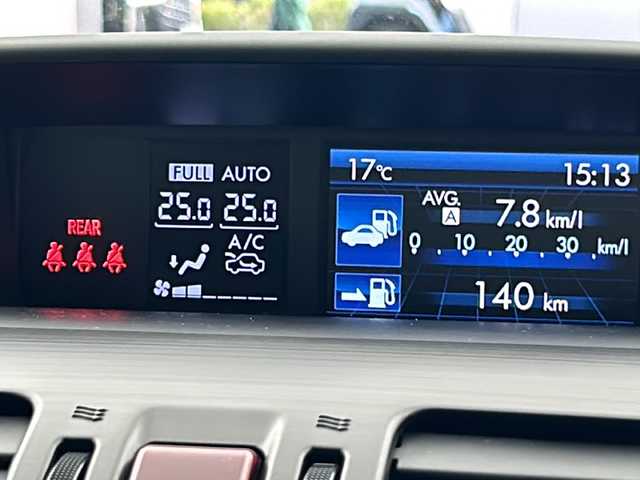 REAR
FULL AUTO
25.0 25.0
A/C
17℃ 15:13
AVG.
A 7.8 km/l
0 10 20 30 km/l
140 km